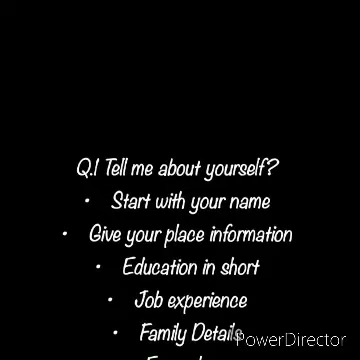 Q.1 Tell me about yourself?
• Start with your name
• Give your place information
• Education in short
• Job experience
• Family Details
PowerDirector